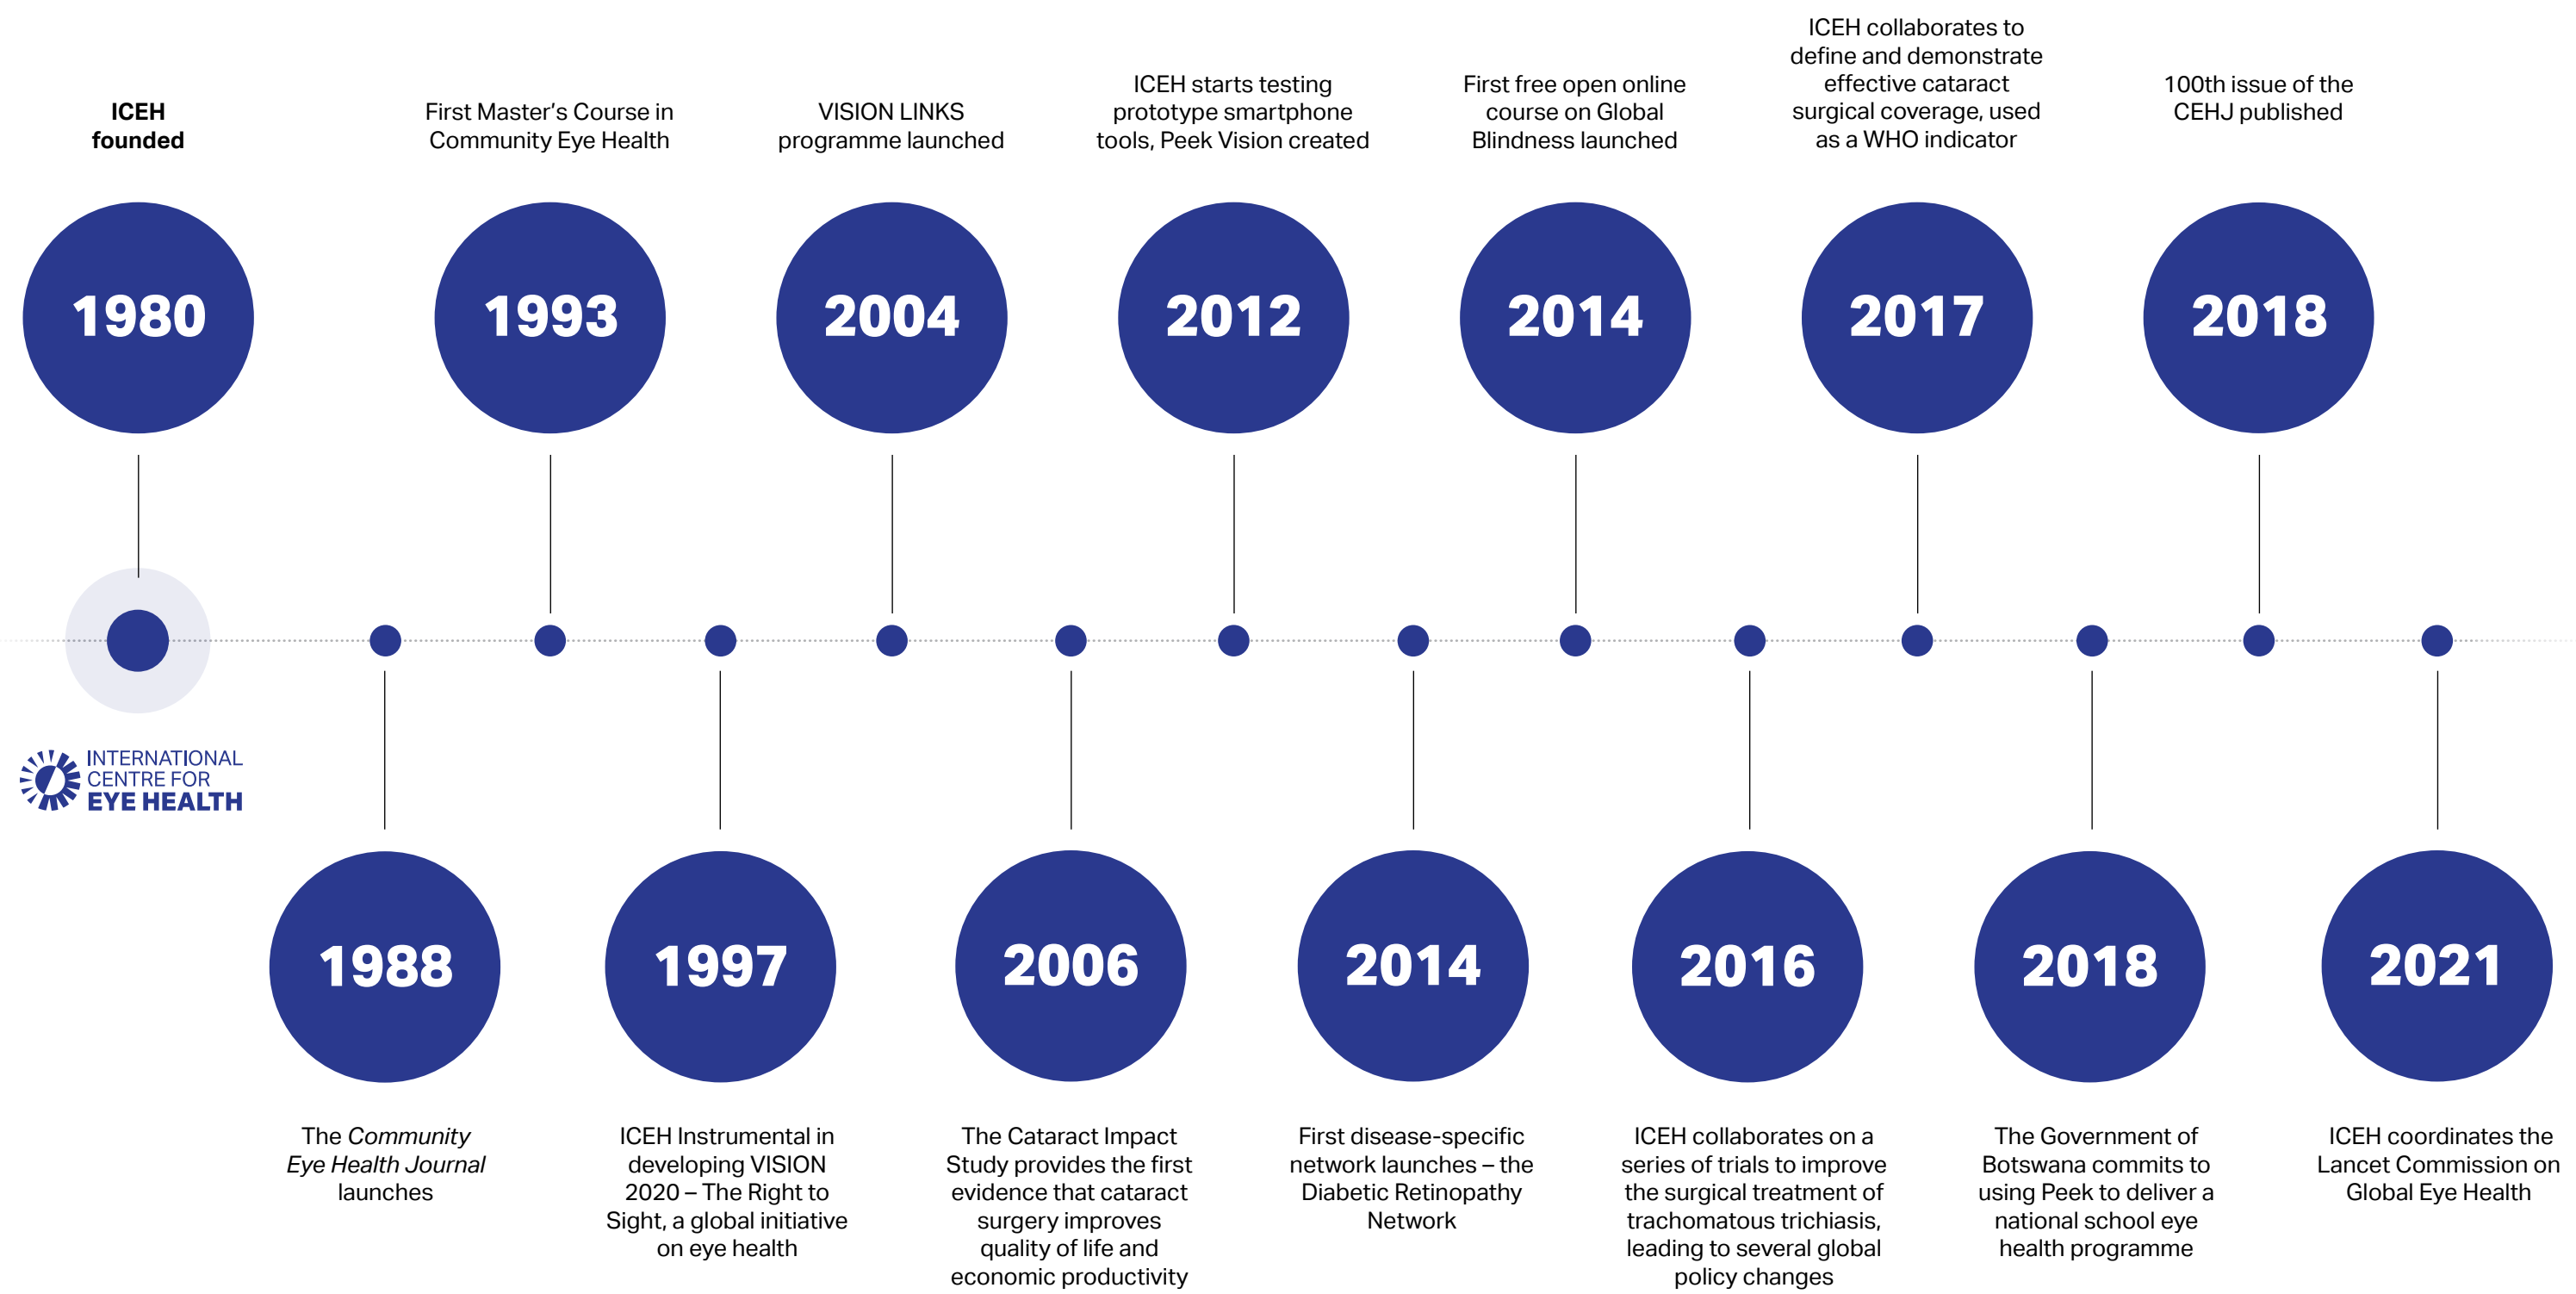 ICEH
founded
1980
INTERNATIONAL
CENTRE FOR
EYE HEALTH
1988
The Community
Eye Health Journal
launches
First Master’s Course in
Community Eye Health
1993
1997
ICEH Instrumental in
developing VISION
2020 – The Right to
Sight, a global initiative
on eye health
VISION LINKS
programme launched
2004
2006
The Cataract Impact
Study provides the first
evidence that cataract
surgery improves
quality of life and
economic productivity
ICEH starts testing
prototype smartphone
tools, Peek Vision created
2012
2014
First disease-specific
network launches – the
Diabetic Retinopathy
Network
First free open online
course on Global
Blindness launched
2014
2016
ICEH collaborates on a
series of trials to improve
the surgical treatment of
trachomatous trichiasis,
leading to several global
policy changes
ICEH collaborates to
define and demonstrate
effective cataract
surgical coverage, used
as a WHO indicator
2017
2018
The Government of
Botswana commits to
using Peek to deliver a
national school eye
health programme
100th issue of the
CEHJ published
2018
2021
ICEH coordinates the
Lancet Commission on
Global Eye Health